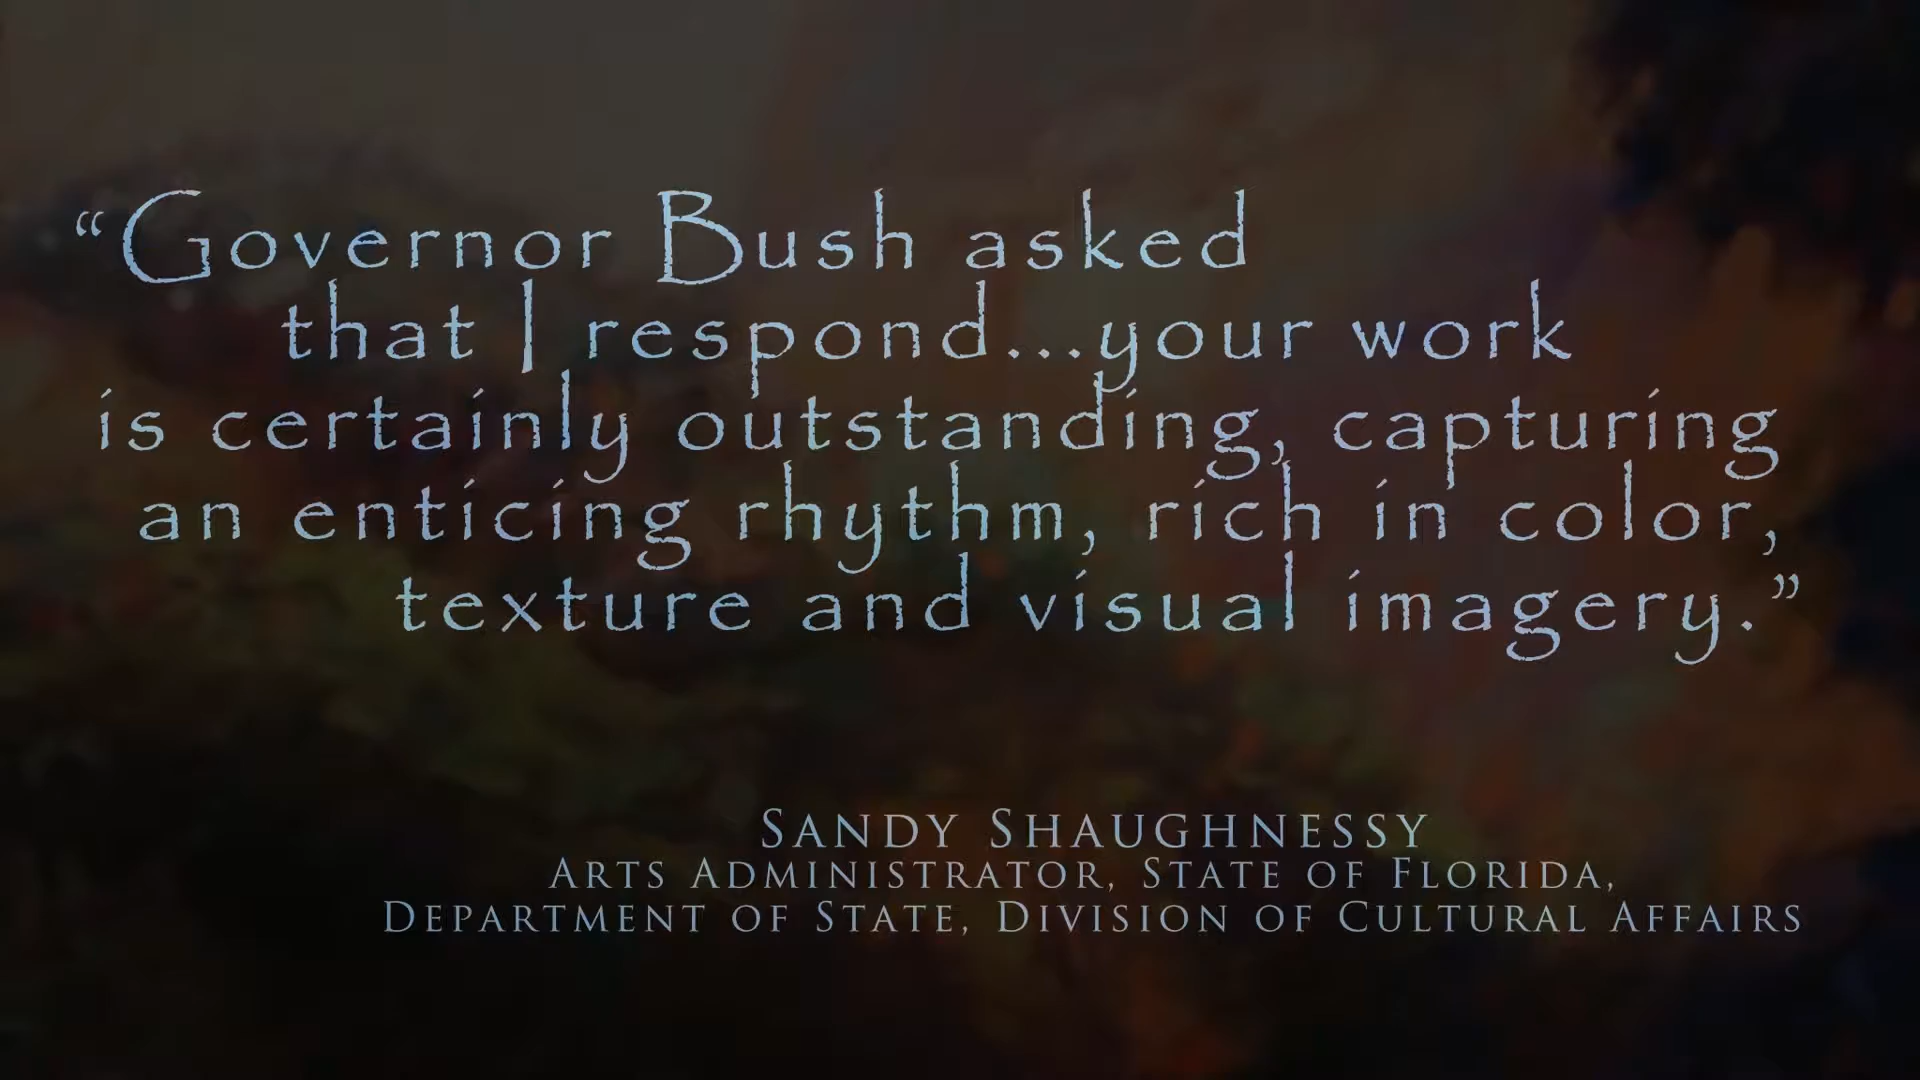 “Governor Bush asked
that I respond...your work
is certainly outstanding, capturing
an enticing rhythm, rich in color,
texture and visual imagery.”
Sandy Shaughnessy
Arts Administrator, State of Florida,
Department of State, Division of Cultural Affairs